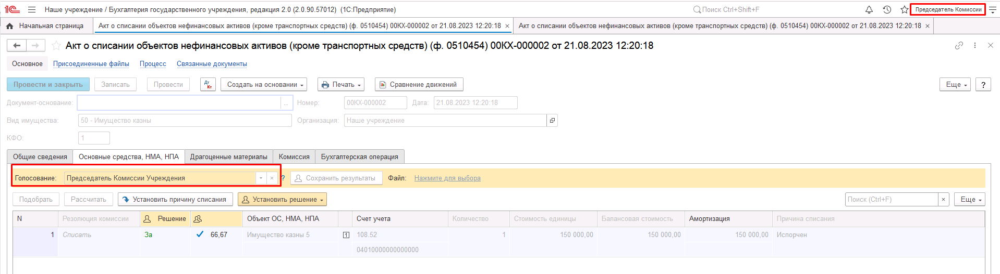 1С Наше учреждение / Бухгалтерия государственного учреждения, редакция 2.0 (2.0.90.57012) (1С:Предприятие) Поиск Ctrl+Shift+F Председатель Комиссии
Начальная страница Акт о списании объектов нефинансовых активов (кроме транспортных средств) (ф. 0510454) 00КХ-000002 от 21.08.2023 12:20:18 × Акт о списании объектов нефинансовых активов (кроме транспортных средств) (ф. 0510454) 00КХ-000002 от 21.08.2023 12:20:18 ×
Акт о списании объектов нефинансовых активов (кроме транспортных средств) (ф. 0510454) 00КХ-000002 от 21.08.2023 12:20:18
Основное Присоединенные файлы Процесс Связанные документы
Провести и закрыть Записать Провести Дт Кт Создать на основании Печать Сравнение движений Еще ?
Документ-основание: ... Номер: 00КХ-000002 Дата: 21.08.2023 12:20:18
Вид имущества: 50 - Имущество казны Организация: Наше учреждение
КФО: 1
Общие сведения Основные средства, НМА, НПА Драгоценные материалы Комиссия Бухгалтерская операция
Голосование: Председатель Комиссии Учреждения × ? Сохранить результаты Файл: Нажмите для выбора
Подобрать Рассчитать Установить причину списания Установить решение Поиск (Ctrl+F) × Еще
N Резолюция комиссии Решение Объект ОС, НМА, НПА Счет учета Количество Стоимость единицы Балансовая стоимость Амортизация Причина списания
1 Списать За 66,67 Имущество казны 5 1 108.52 1 150 000,00 150 000,00 150 000,00 Испорчен
04010000000000000